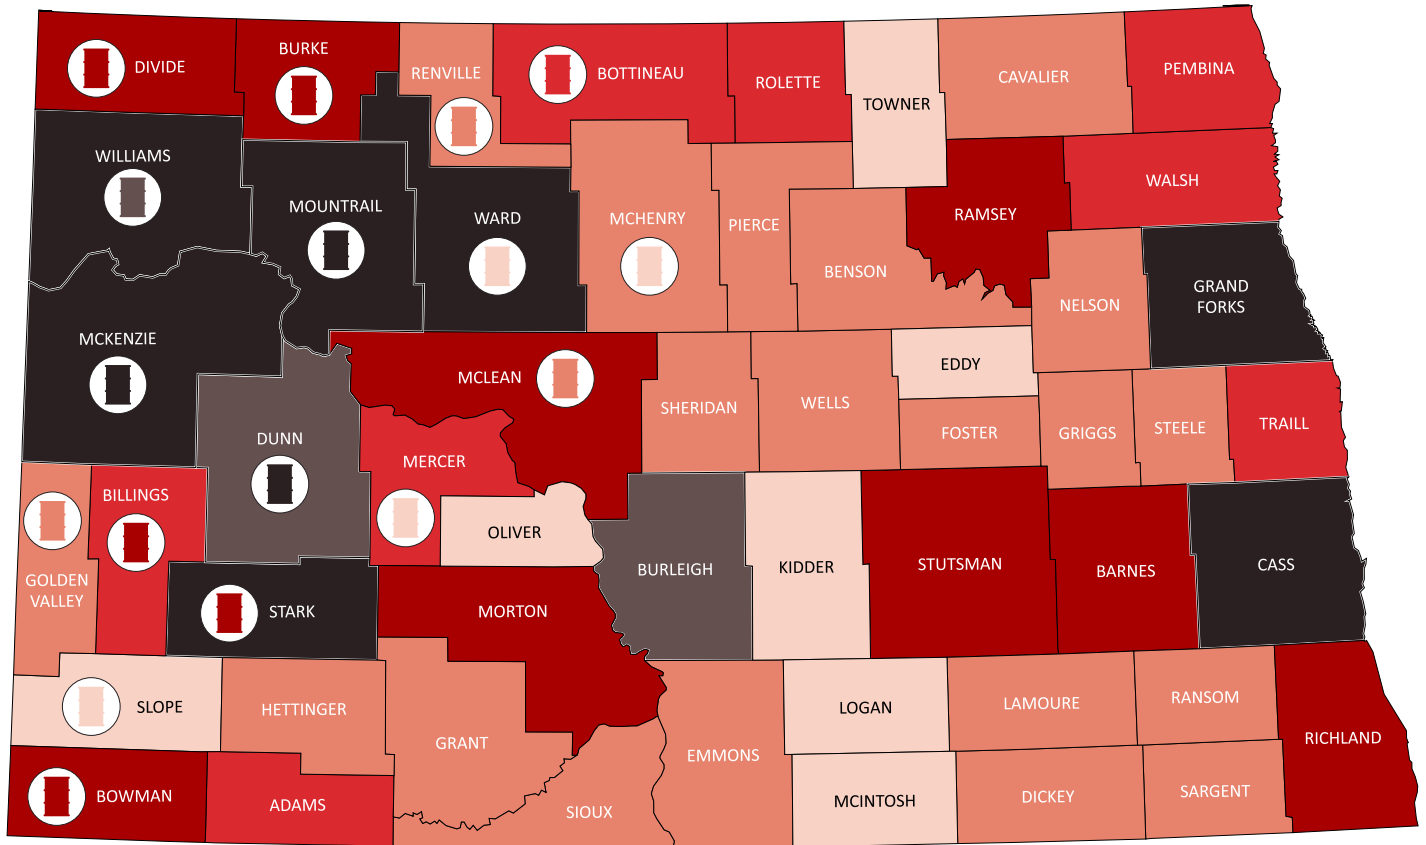 DIVIDE
BURKE
RENVILLE
BOTTINEAU
ROLETTE
TOWNER
CAVALIER
PEMBINA
WILLIAMS
MOUNTRAIL
WARD
MCHENRY
PIERCE
BENSON
RAMSEY
WALSH
NELSON
GRAND
FORKS
MCKENZIE
DUNN
MCLEAN
SHERIDAN
WELLS
EDDY
FOSTER
GRIGGS
STEELE
TRAILL
GOLDEN
VALLEY
BILLINGS
MERCER
OLIVER
STARK
MORTON
BURLEIGH
KIDDER
STUTSMAN
BARNES
CASS
SLOPE
HETTINGER
GRANT
EMMONS
LOGAN
LAMOURE
RANSOM
RICHLAND
BOWMAN
ADAMS
SIOUX
MCINTOSH
DICKEY
SARGENT